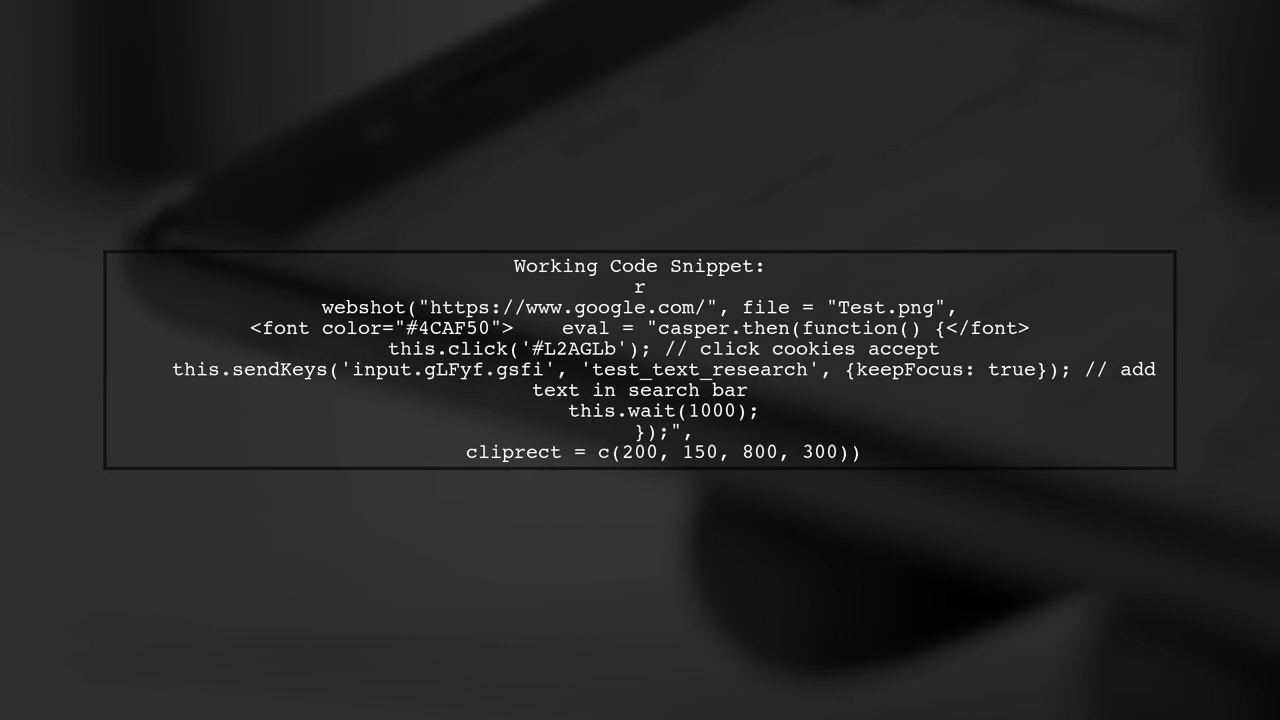 Working Code Snippet:
r
webshot("https://www.google.com/", file = "Test.png",
<font color="#4CAF50">    eval = "casper.then(function() {</font>
this.click('#L2AGLb'); // click cookies accept
this.sendKeys('input.gLFyf.gsfi', 'test_text_research', {keepFocus: true}); // add
text in search bar
this.wait(1000);
});",
cliprect = c(200, 150, 800, 300))